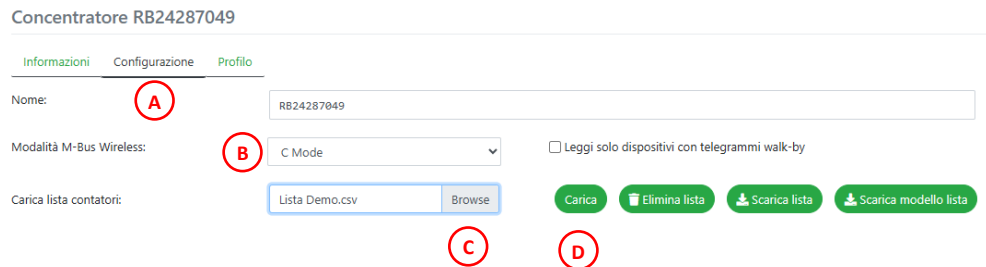 Concentratore RB24287049
Informazioni Configurazione Profilo
A
Nome: RB24287049
Modalità M-Bus Wireless: B C Mode Leggi solo dispositivi con telegrammi walk-by
Carica lista contatori: Lista Demo.csv Browse Carica Elimina lista Scarica lista Scarica modello lista
C D